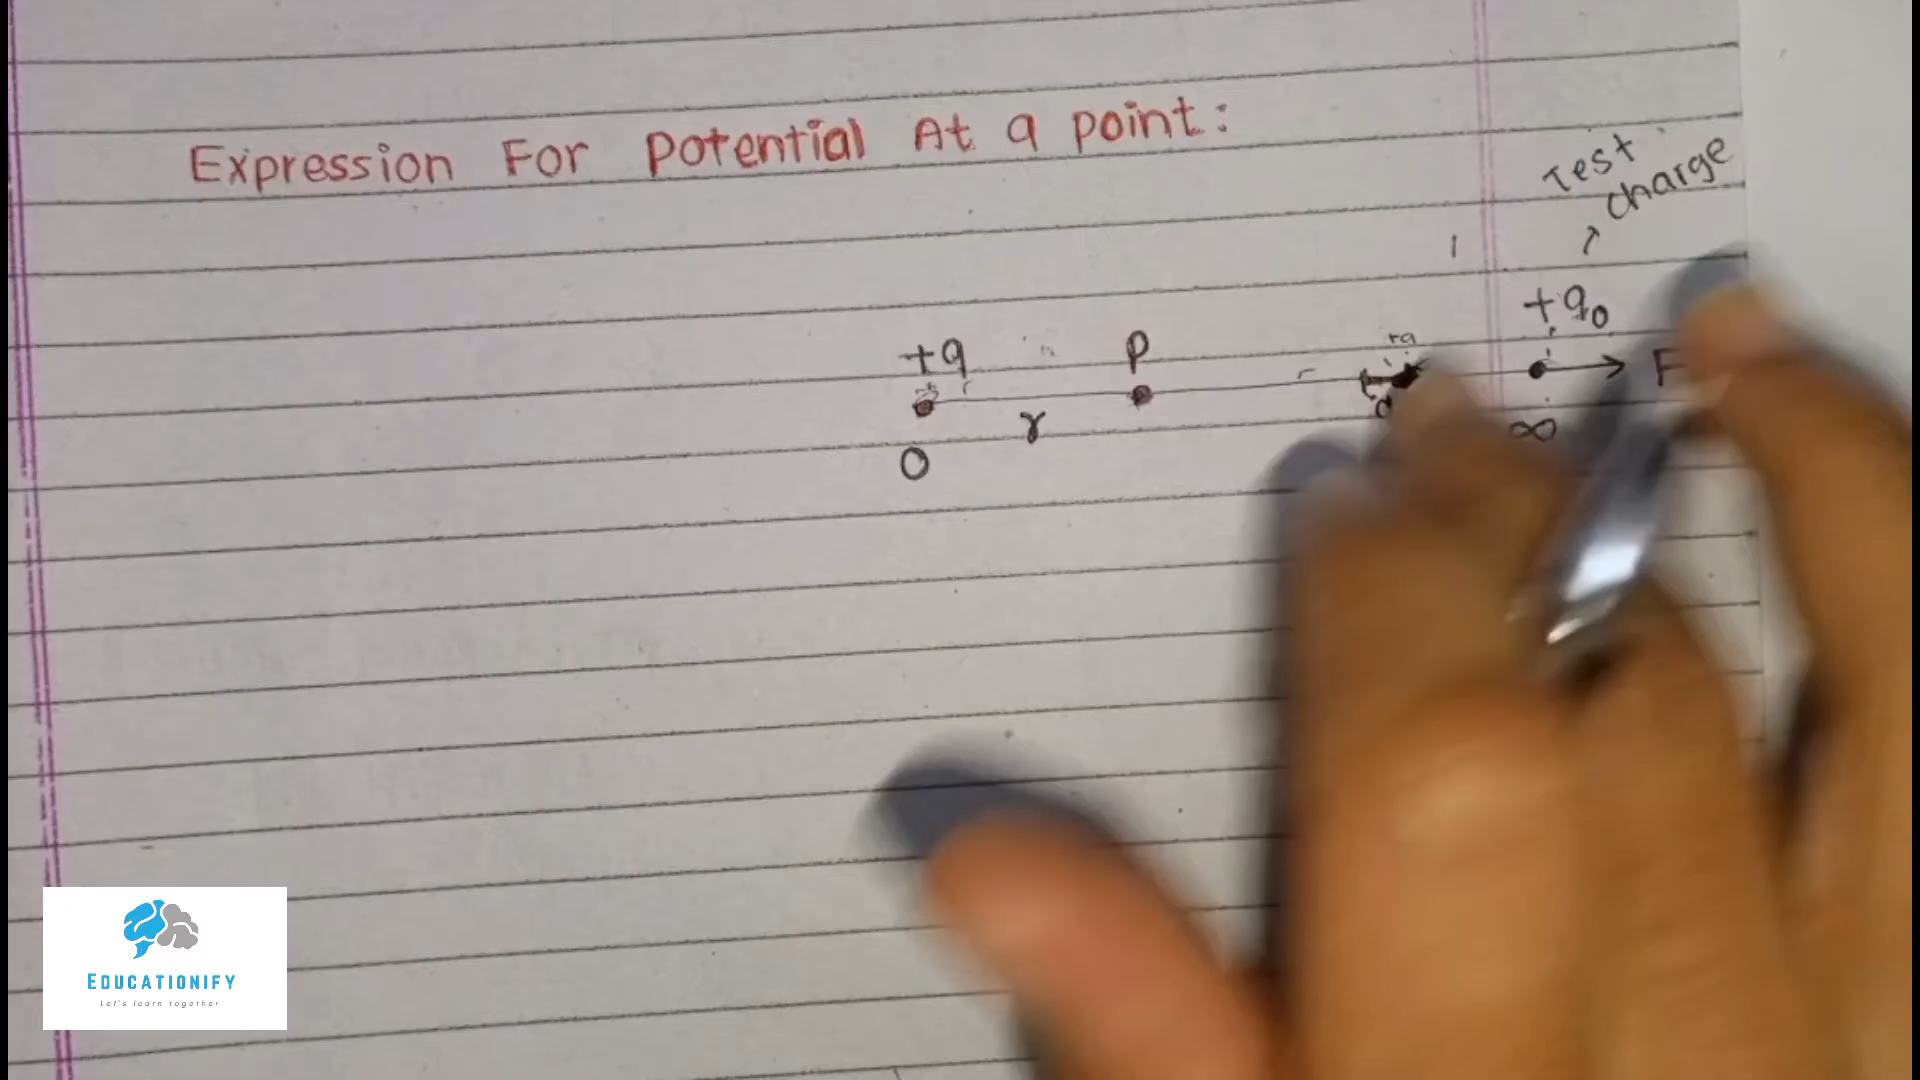 Expression For Potential At a point:
Test
charge
+q₀
+q
P
F
r
∞
O
EDUCATIONIFY
Let's learn together